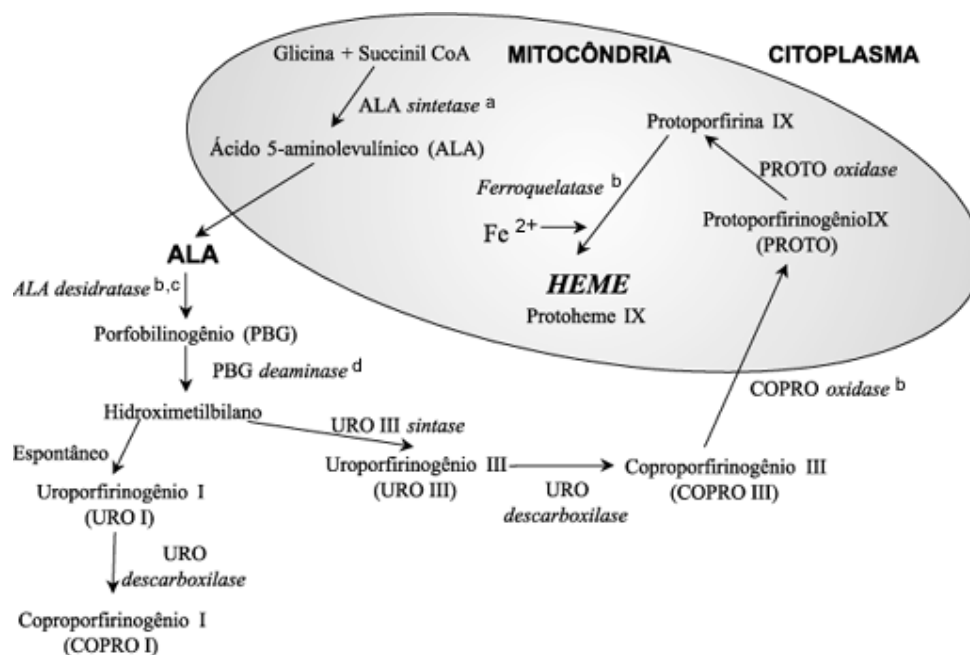 Glicina + Succinil CoA
MITOCÔNDRIA
CITOPLASMA
ALA sintetase a
Ácido 5-aminolevulínico (ALA)
Protoporfirina IX
PROTO oxidase
Ferroquelatase b
Fe 2+
ProtoporfirinogênioIX
(PROTO)
HEME
Protoheme IX
ALA
ALA desidratase b,c
Porfobilinogênio (PBG)
PBG deaminase d
COPRO oxidase b
Hidroximetilbilano
URO III sintase
Espontâneo
Uroporfirinogênio III
(URO III)
URO
descarboxilase
Coproporfirinogênio III
(COPRO III)
Uroporfirinogênio I
(URO I)
URO
descarboxilase
Coproporfirinogênio I
(COPRO I)